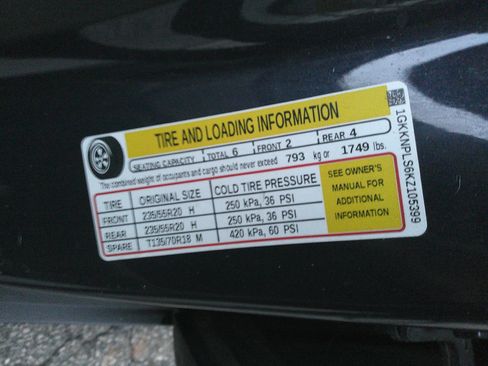 TIRE AND LOADING INFORMATION
SEATING CAPACITY TOTAL 6 FRONT 2 REAR 4
The combined weight of occupants and cargo should never exceed 793 kg or 1749 lbs.
TIRE ORIGINAL SIZE COLD TIRE PRESSURE
FRONT 235/55R20 H 250 kPa, 36 PSI
REAR 235/55R20 H 250 kPa, 36 PSI
SPARE T135/70R18 M 420 kPa, 60 PSI
SEE OWNER'S
MANUAL FOR
ADDITIONAL
INFORMATION
1GKKNPLS6KZ105399